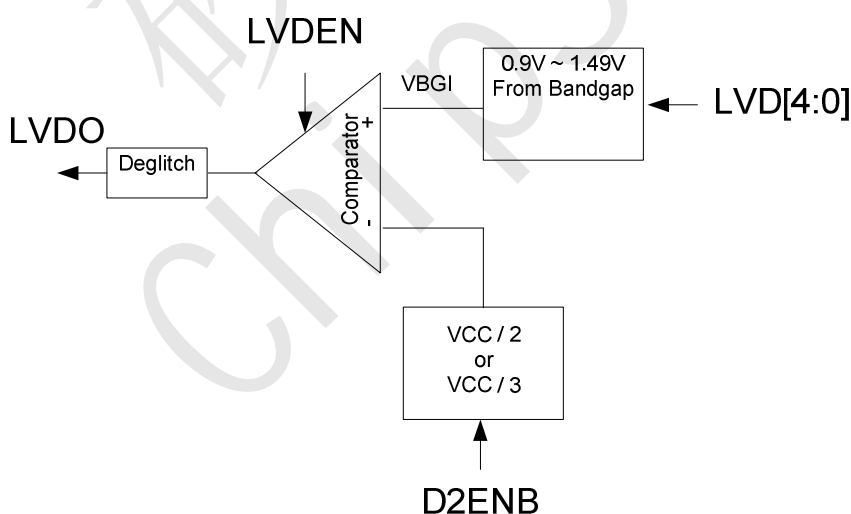 LVDEN
0.9V ~ 1.49V
From Bandgap
VBGI
LVD[4:0]
LVDO
Deglitch
Comparator
+
-
VCC / 2
or
VCC / 3
D2ENB